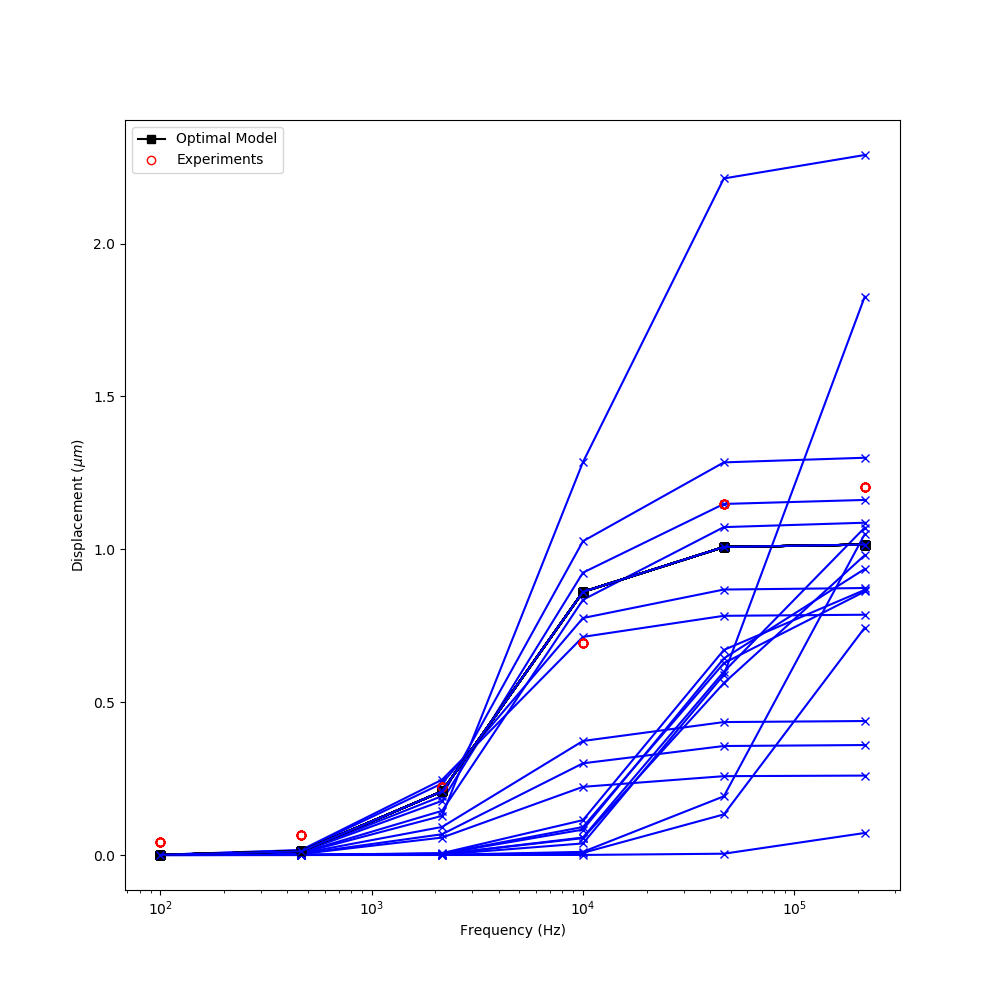 Optimal Model
Experiments
2.0
1.5
1.0
0.5
0.0
Displacement (μm)
10² 10³ 10⁴ 10⁵
Frequency (Hz)